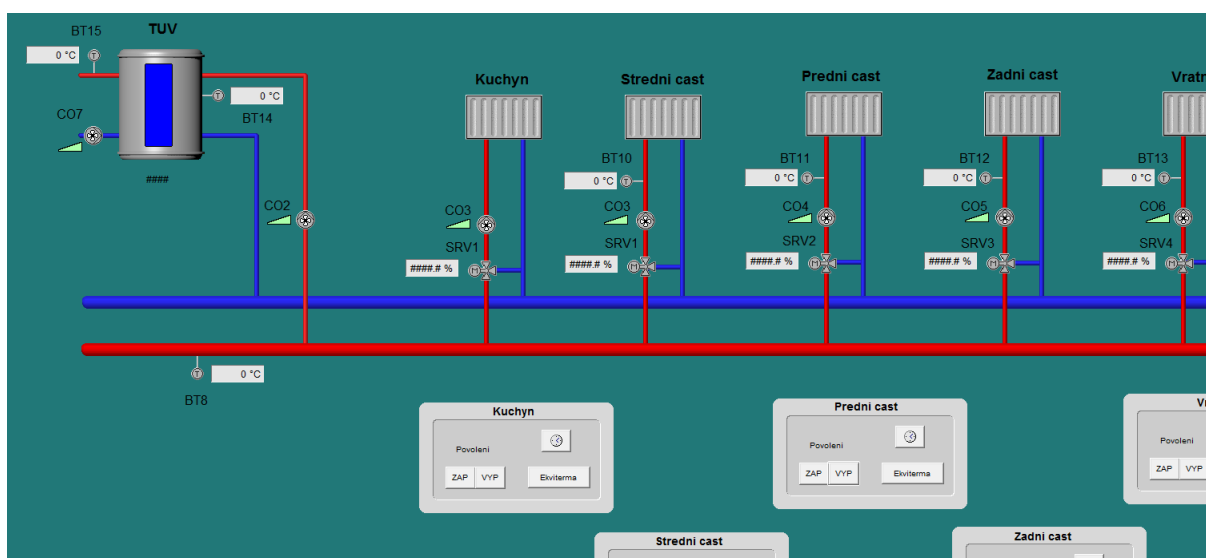 BT15
TUV
0 °C
T
T
0 °C
BT14
CO7
####
CO2
Kuchyn
Stredni cast
Predni cast
Zadni cast
BT10
BT11
BT12
BT13
0 °C
T
0 °C
T
0 °C
T
0 °C
T
CO3
CO3
CO4
CO5
CO6
SRV1
SRV1
SRV2
SRV3
SRV4
####.# %
M
####.# %
M
####.# %
M
####.# %
M
####.# %
M
T
0 °C
BT8
Kuchyn
Povoleni
ZAP
VYP
Ekviterma
Predni cast
Povoleni
ZAP
VYP
Ekviterma
Povoleni
ZAP
VYP
Stredni cast
Zadni cast